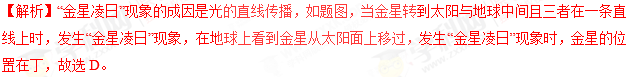 【解析】“金星凌日”现象的成因是光的直线传播，如题图，当金星转到太阳与地球中间且三者在一条直
线上时，发生“金星凌日”现象，在地球上看到金星从太阳面上移过，发生“金星凌日”现象时，金星的位
置在丁，故选 D。